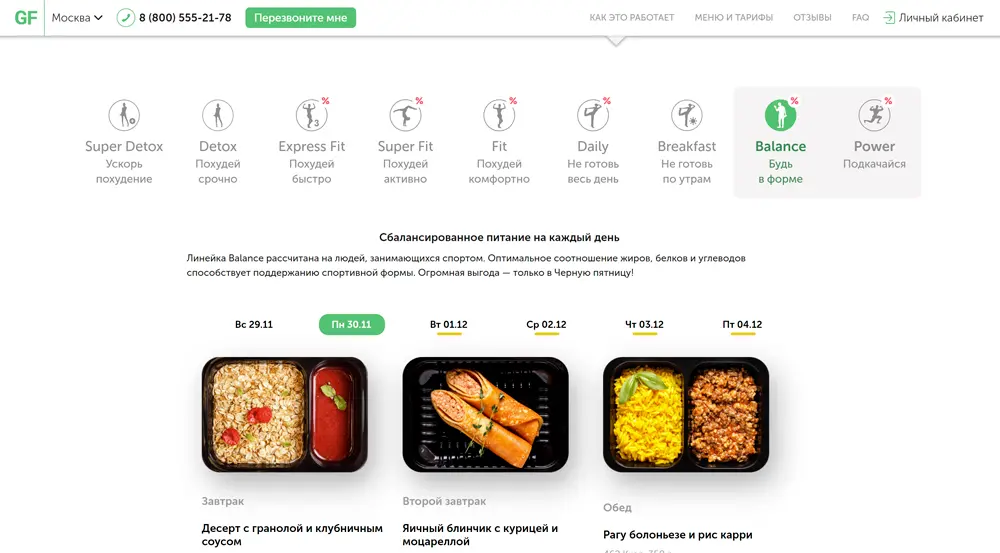 GF Москва 8 (800) 555-21-78 Перезвоните мне КАК ЭТО РАБОТАЕТ МЕНЮ И ТАРИФЫ ОТЗЫВЫ FAQ Личный кабинет
% % % % % %
3
Super Detox Detox Express Fit Super Fit Fit Daily Breakfast Balance Power
Ускорь Похудей Похудей Похудей Похудей Не готовь Не готовь Будь Подкачайся
похудение срочно быстро активно комфортно весь день по утрам в форме
Сбалансированное питание на каждый день
Линейка Balance рассчитана на людей, занимающихся спортом. Оптимальное соотношение жиров, белков и углеводов
способствует поддержанию спортивной формы. Огромная выгода — только в Черную пятницу!
Вс 29.11 Пн 30.11 Вт 01.12 Ср 02.12 Чт 03.12 Пт 04.12
Завтрак Второй завтрак Обед
Десерт с гранолой и клубничным Яичный блинчик с курицей и Рагу болоньезе и рис карри
соусом моцареллой